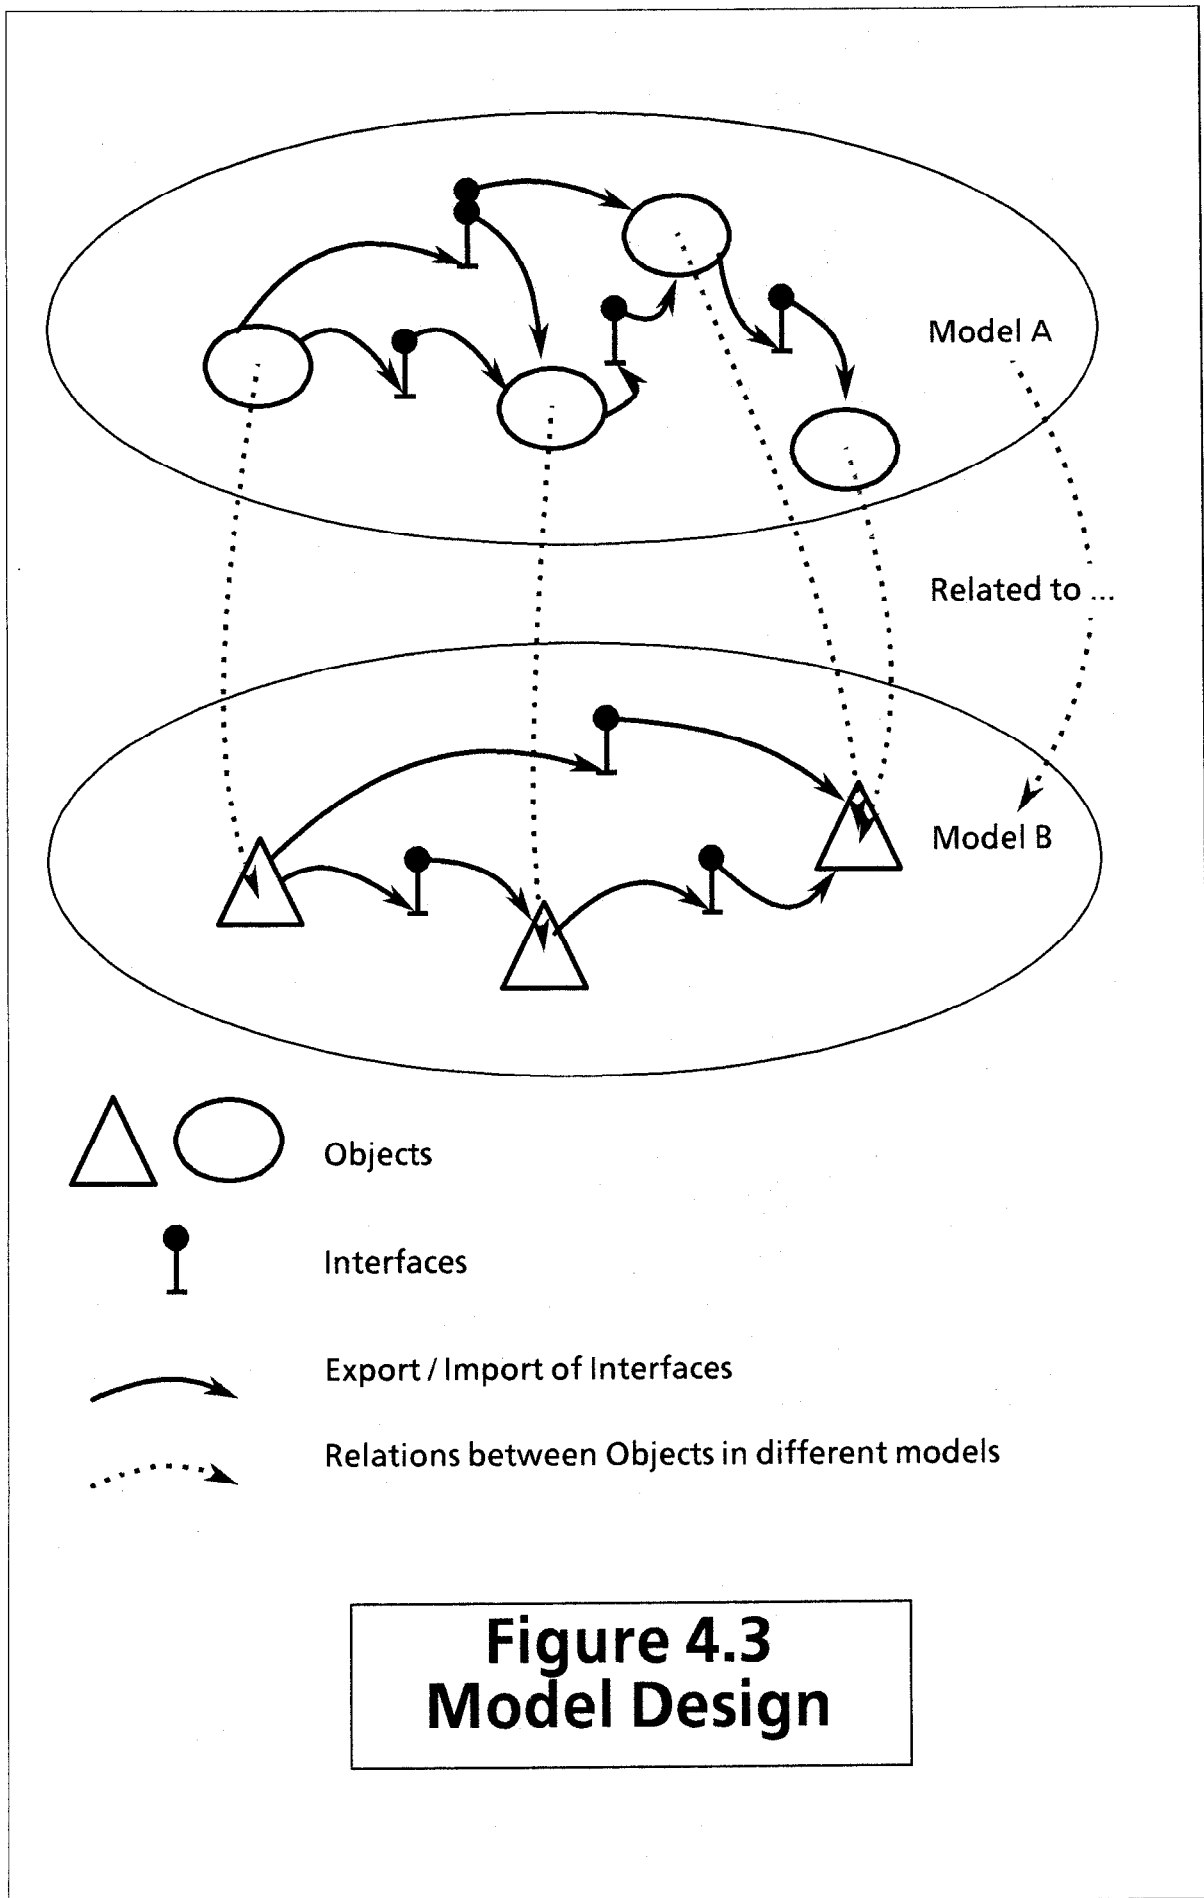 Model A
Related to ...
Model B
Objects
Interfaces
Export / Import of Interfaces
Relations between Objects in different models
Figure 4.3
Model Design